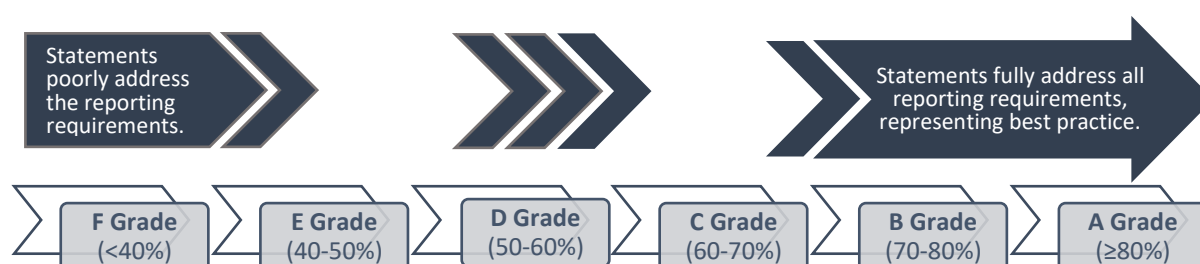 Statements
poorly address
the reporting
requirements.
Statements fully address all
reporting requirements,
representing best practice.
F Grade
(<40%)
E Grade
(40-50%)
D Grade
(50-60%)
C Grade
(60-70%)
B Grade
(70-80%)
A Grade
(≥80%)